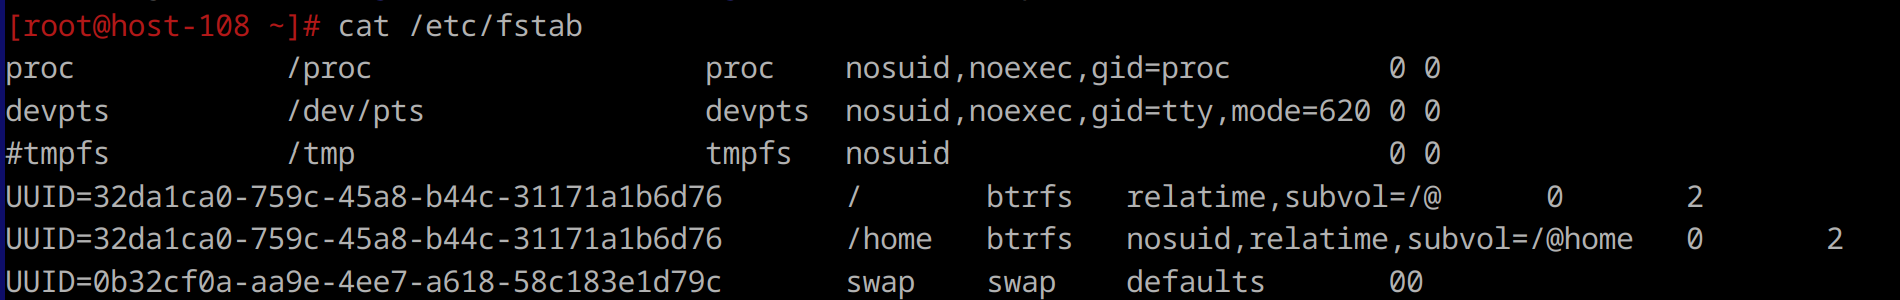 [root@host-108 ~]# cat /etc/fstab
proc /proc proc nosuid,noexec,gid=proc 0 0
devpts /dev/pts devpts nosuid,noexec,gid=tty,mode=620 0 0
#tmpfs /tmp tmpfs nosuid 0 0
UUID=32da1ca0-759c-45a8-b44c-31171a1b6d76 / btrfs relatime,subvol=/@ 0 2
UUID=32da1ca0-759c-45a8-b44c-31171a1b6d76 /home btrfs nosuid,relatime,subvol=/@home 0 2
UUID=0b32cf0a-aa9e-4ee7-a618-58c183e1d79c swap swap defaults 00